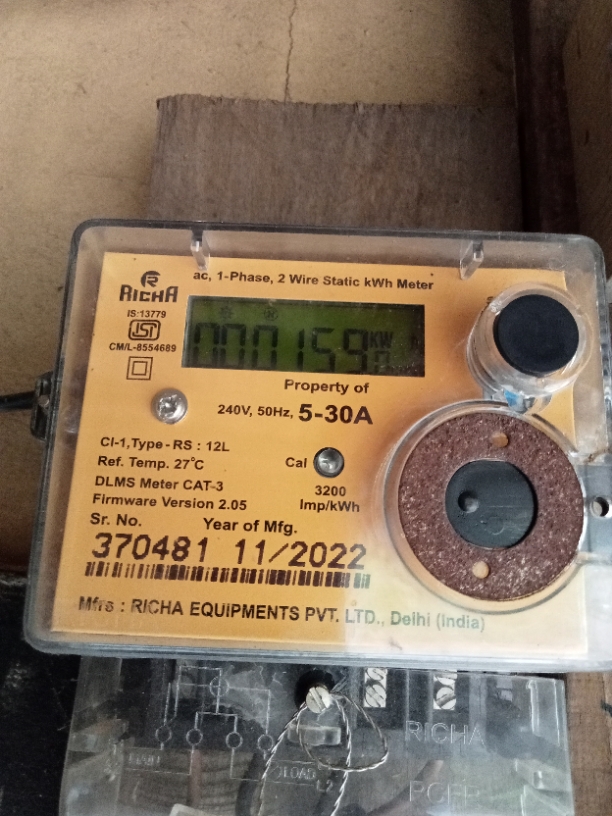 ac, 1-Phase, 2 Wire Static kWh Meter
RICHA
IS:13779
ISI
CM/L-8554689
000159 KW
Property of
240V, 50Hz, 5-30A
Cl-1, Type - RS : 12L
Ref. Temp. 27°C
Cal
DLMS Meter CAT-3
3200
Firmware Version 2.05
Imp/kWh
Sr. No.
Year of Mfg.
370481 11/2022
Mfrs : RICHA EQUIPMENTS PVT. LTD., Delhi (India)
RICHA
LOAD